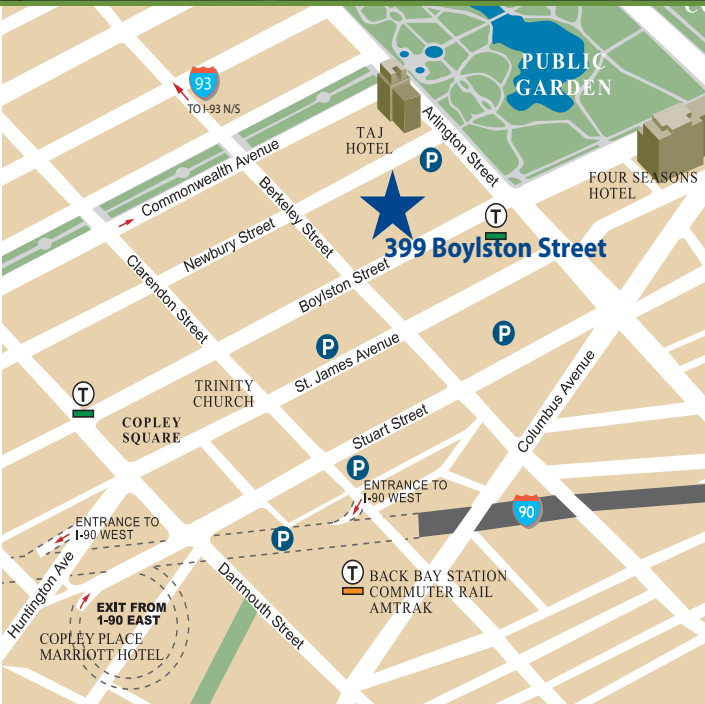 PUBLIC
GARDEN
93
TO I-93 N/S
TAJ
HOTEL
Arlington Street
P
FOUR SEASONS
HOTEL
Commonwealth Avenue
Berkeley Street
T
399 Boylston Street
Newbury Street
Clarendon Street
Boylston Street
P
P
St. James Avenue
TRINITY
CHURCH
T
COPLEY
SQUARE
Columbus Avenue
Stuart Street
P
ENTRANCE TO
I-90 WEST
90
ENTRANCE TO
I-90 WEST
P
Huntington Ave
Dartmouth Street
T
BACK BAY STATION
COMMUTER RAIL
AMTRAK
EXIT FROM
1-90 EAST
COPLEY PLACE
MARRIOTT HOTEL